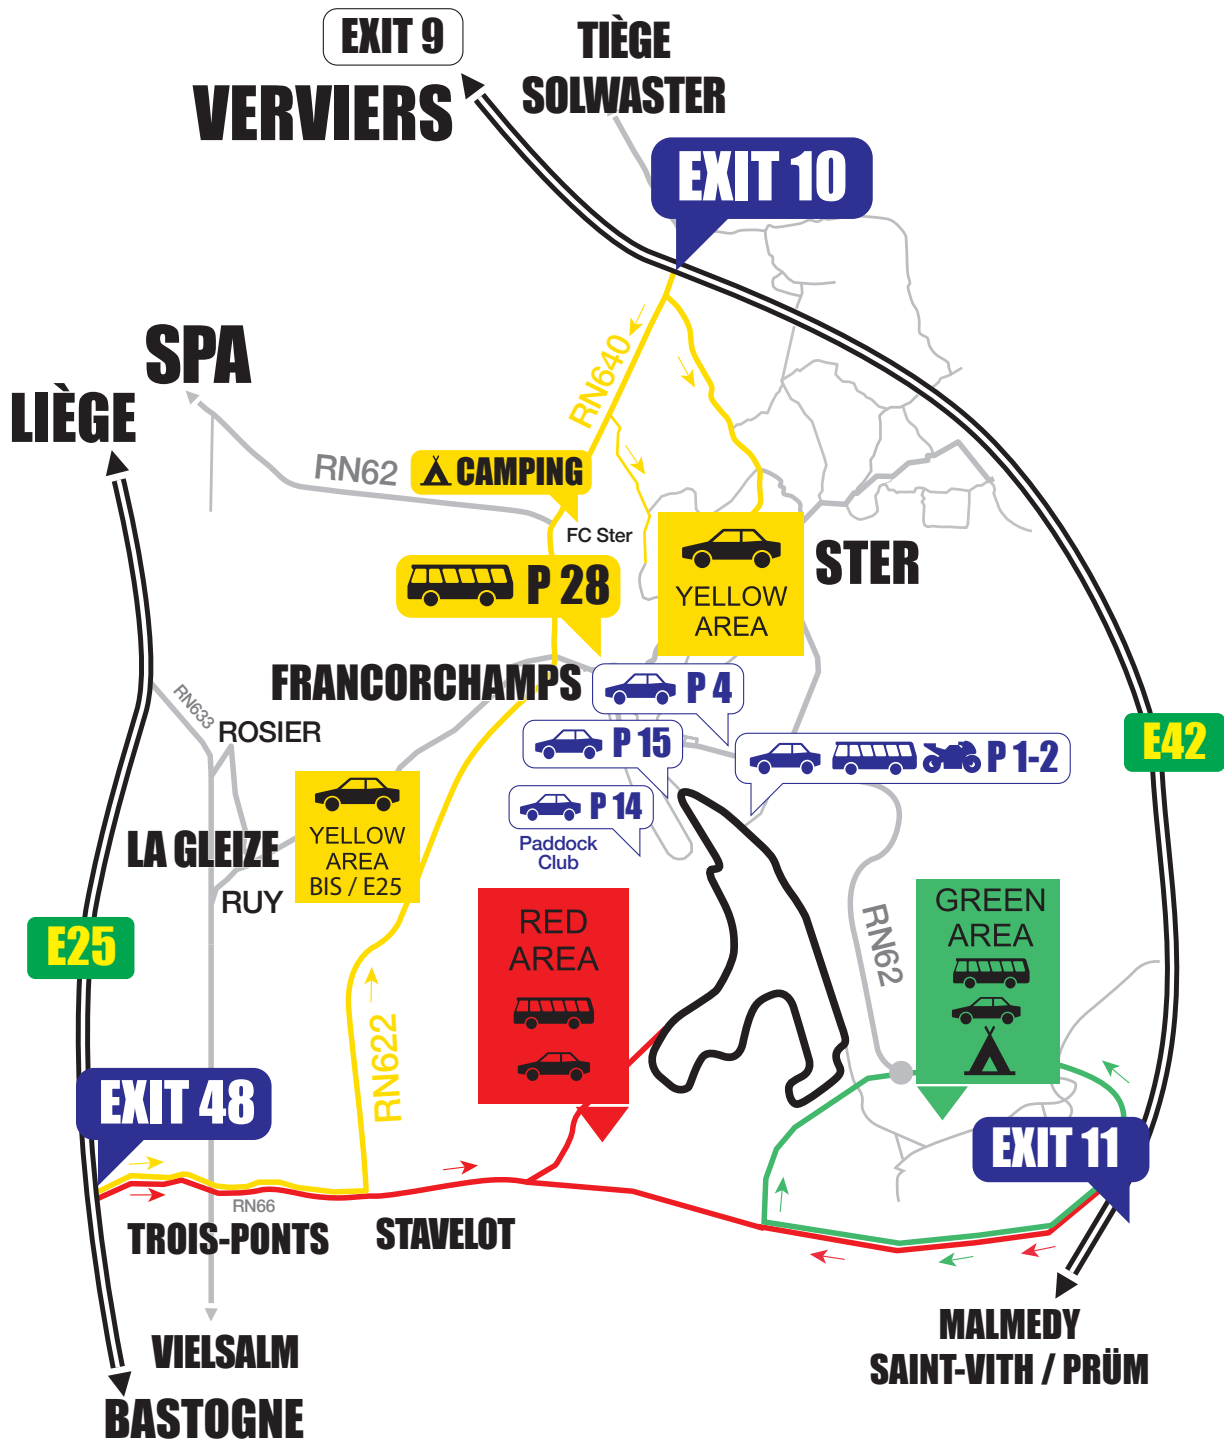 EXIT 9
TIÈGE
SOLWASTER
VERVIERS
EXIT 10
SPA
LIÈGE
RN640
RN62
CAMPING
FC Ster
P 28
YELLOW
AREA
STER
FRANCORCHAMPS
P 4
RN633
ROSIER
P 15
P 1-2
E42
P 14
Paddock
Club
YELLOW
AREA
BIS / E25
LA GLEIZE
RUY
E25
RED
AREA
RN62
GREEN
AREA
RN622
EXIT 48
EXIT 11
RN66
TROIS-PONTS
STAVELOT
VIELSALM
BASTOGNE
MALMEDY
SAINT-VITH / PRÜM